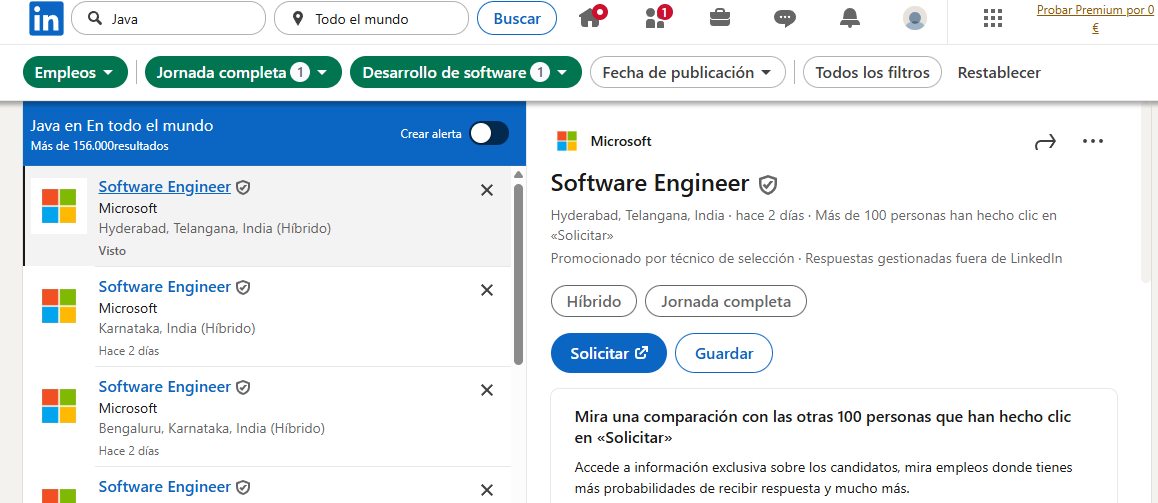 in
Java
Todo el mundo
Buscar
1
Probar Premium por 0
€
Empleos
Jornada completa 1
Desarrollo de software 1
Fecha de publicación
Todos los filtros
Restablecer
Java en En todo el mundo
Más de 156.000resultados
Crear alerta
Software Engineer
Microsoft
Hyderabad, Telangana, India (Híbrido)
Visto
Software Engineer
Microsoft
Karnataka, India (Híbrido)
Hace 2 días
Software Engineer
Microsoft
Bengaluru, Karnataka, India (Híbrido)
Hace 2 días
Software Engineer
Microsoft
Software Engineer
Hyderabad, Telangana, India · hace 2 días · Más de 100 personas han hecho clic en
«Solicitar»
Promocionado por técnico de selección · Respuestas gestionadas fuera de LinkedIn
Híbrido
Jornada completa
Solicitar
Guardar
Mira una comparación con las otras 100 personas que han hecho clic
en «Solicitar»
Accede a información exclusiva sobre los candidatos, mira empleos donde tienes
más probabilidades de recibir respuesta y mucho más.